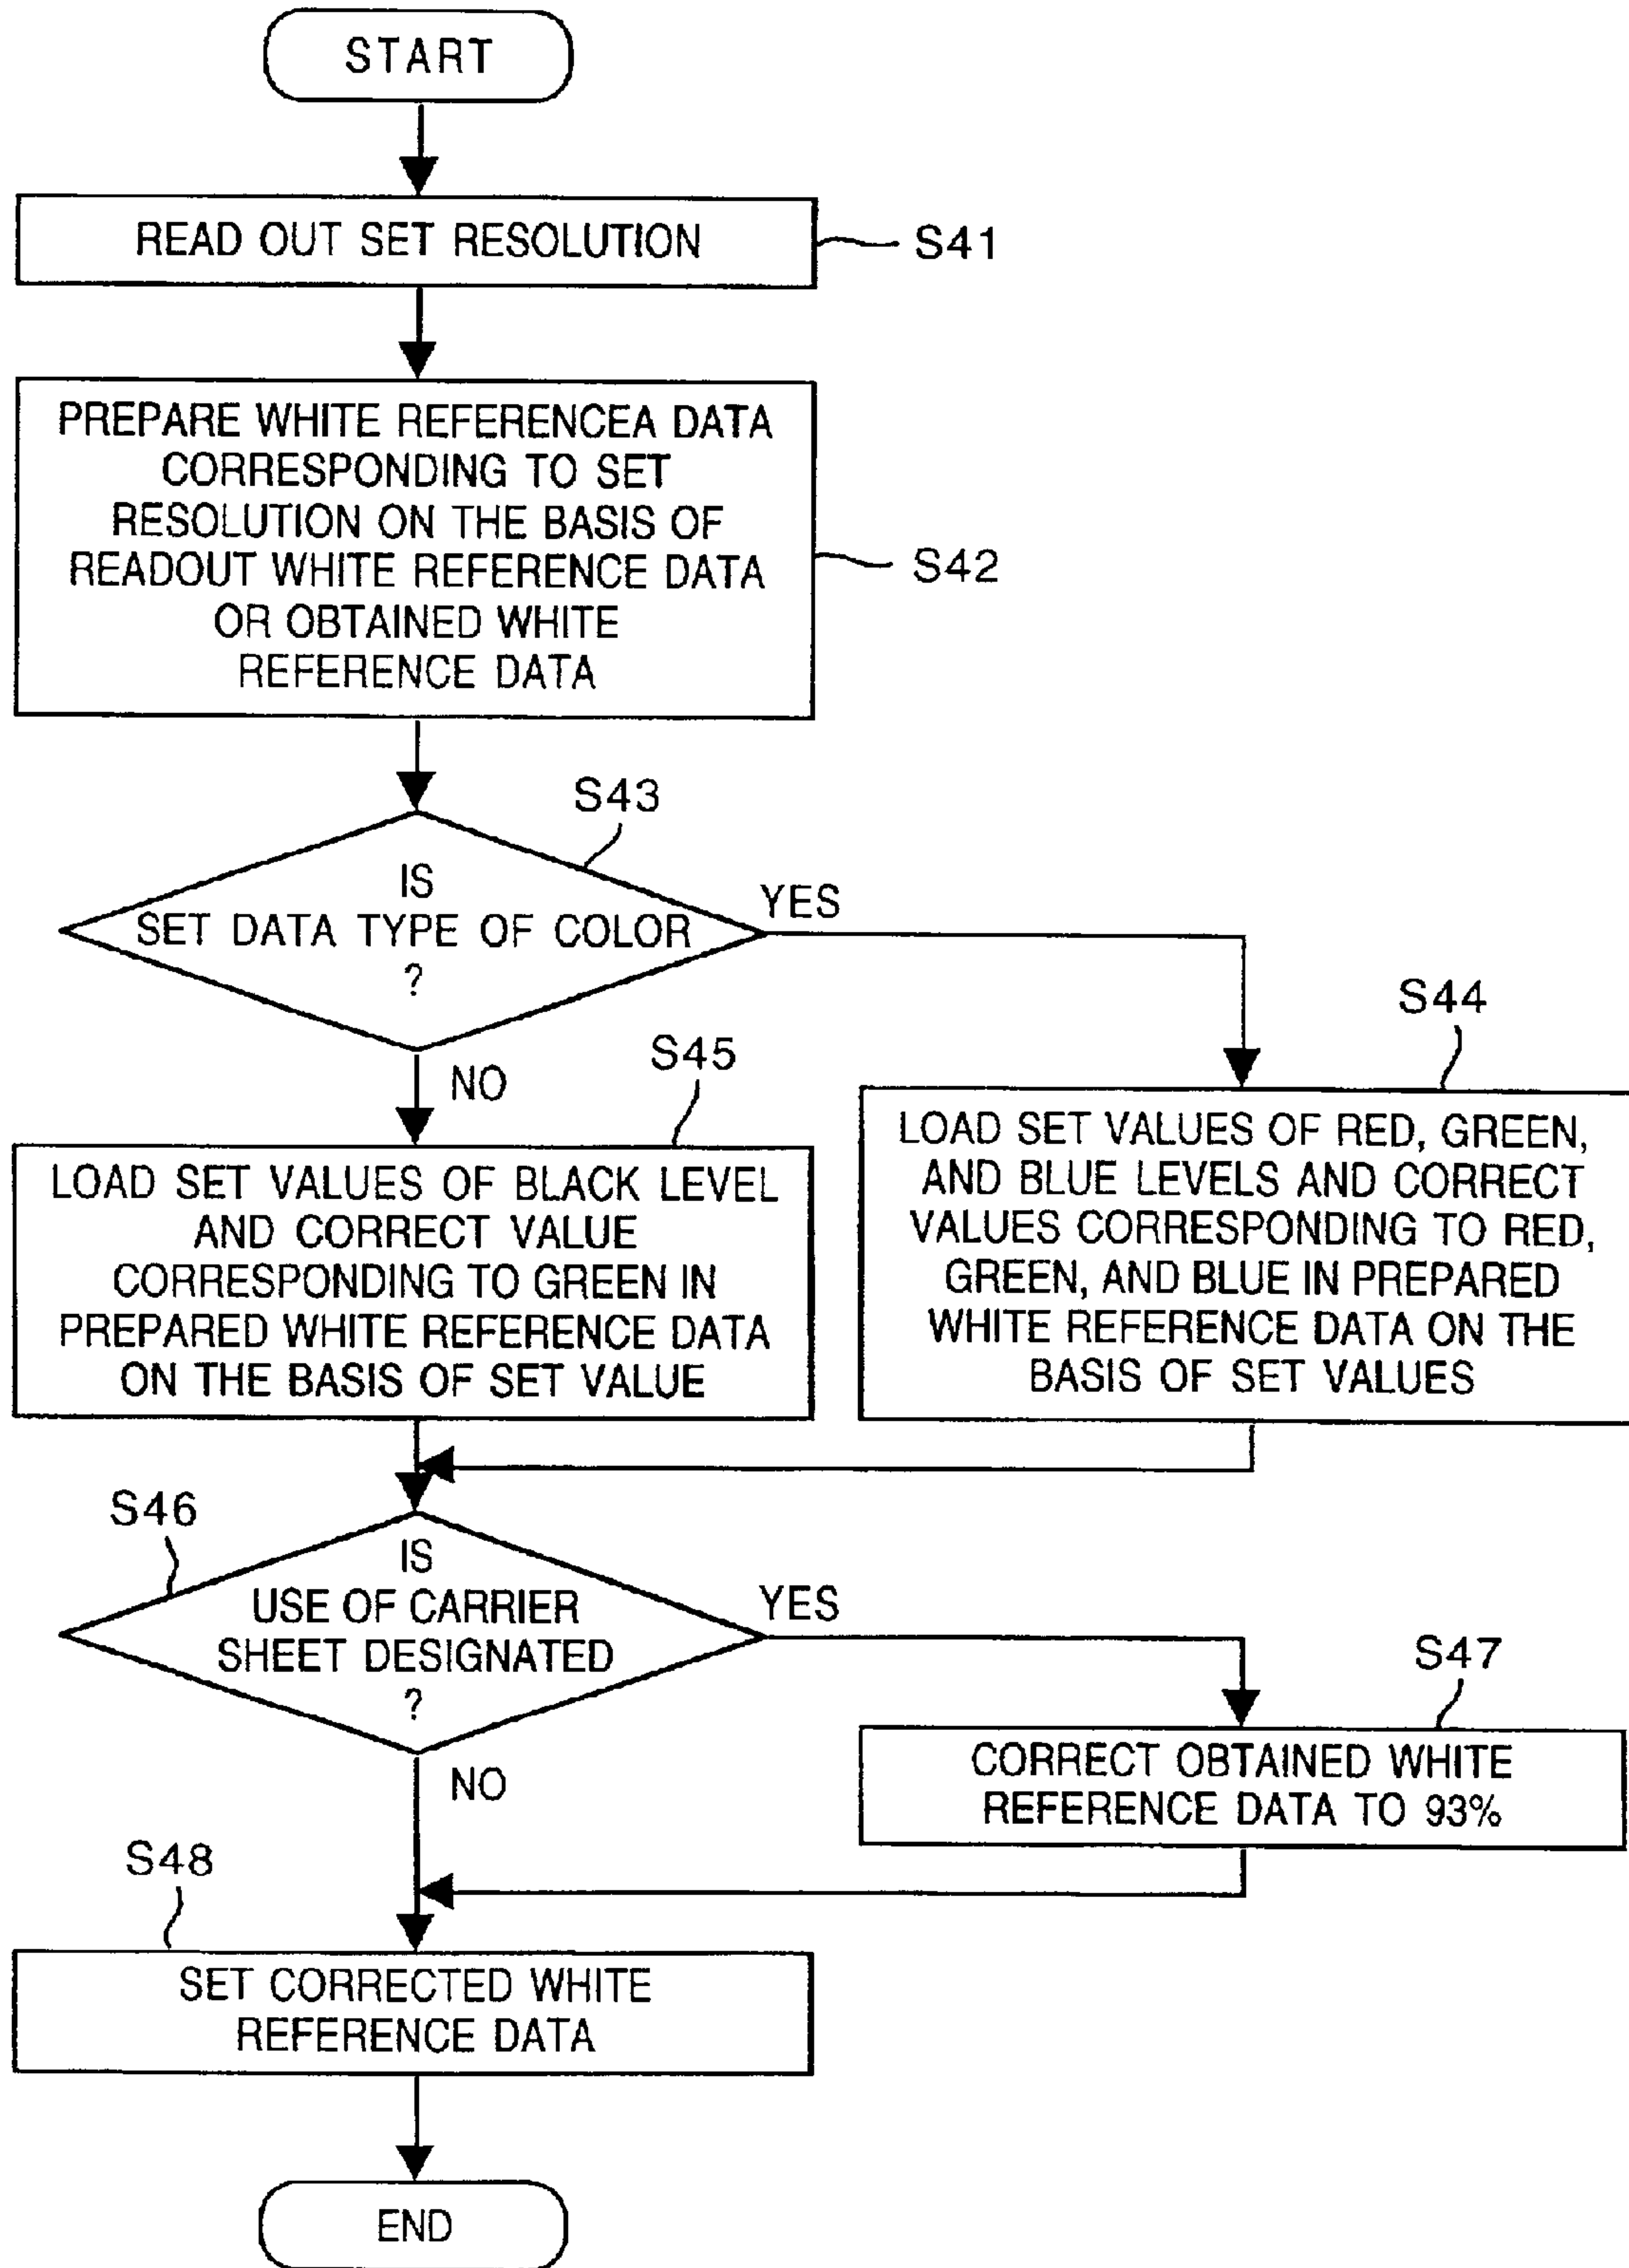 START
READ OUT SET RESOLUTION
S41
PREPARE WHITE REFERENCEA DATA
CORRESPONDING TO SET
RESOLUTION ON THE BASIS OF
READOUT WHITE REFERENCE DATA
OR OBTAINED WHITE
REFERENCE DATA
S42
S43
IS
SET DATA TYPE OF COLOR
?
YES
NO
S44
LOAD SET VALUES OF RED, GREEN,
AND BLUE LEVELS AND CORRECT
VALUES CORRESPONDING TO RED,
GREEN, AND BLUE IN PREPARED
WHITE REFERENCE DATA ON THE
BASIS OF SET VALUES
S45
LOAD SET VALUES OF BLACK LEVEL
AND CORRECT VALUE
CORRESPONDING TO GREEN IN
PREPARED WHITE REFERENCE DATA
ON THE BASIS OF SET VALUE
S46
IS
USE OF CARRIER
SHEET DESIGNATED
?
YES
NO
S47
CORRECT OBTAINED WHITE
REFERENCE DATA TO 93%
S48
SET CORRECTED WHITE
REFERENCE DATA
END